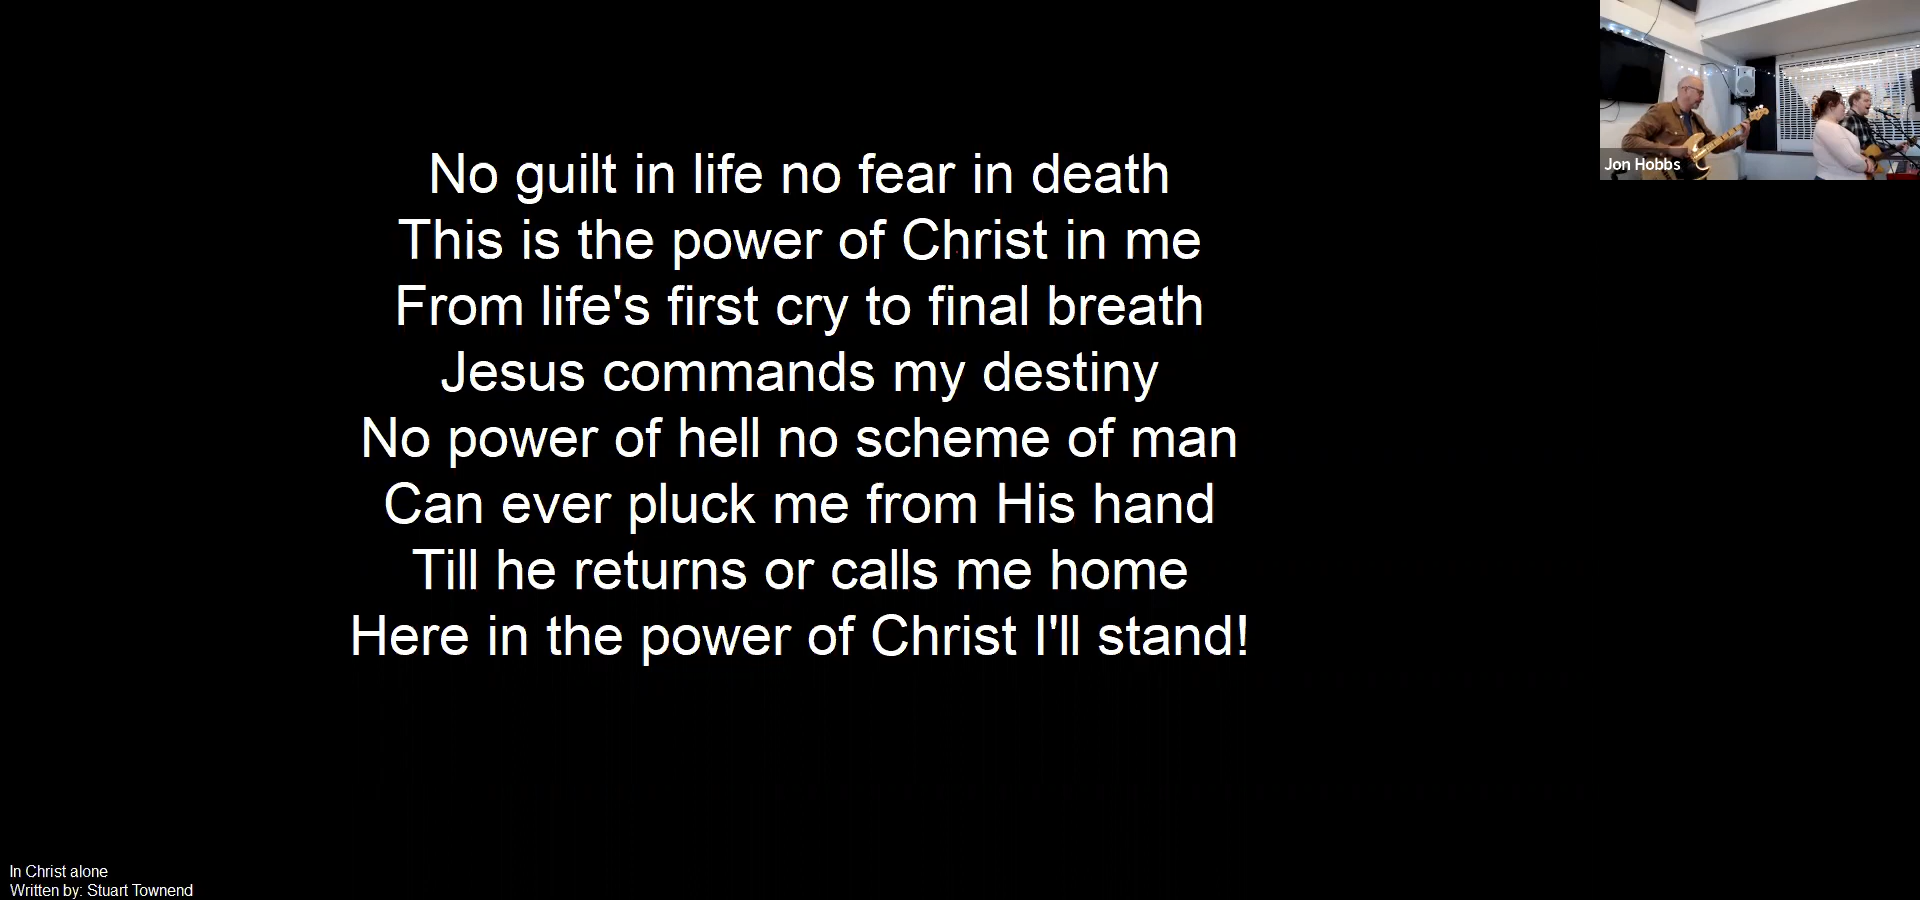 No guilt in life no fear in death
This is the power of Christ in me
From life's first cry to final breath
Jesus commands my destiny
No power of hell no scheme of man
Can ever pluck me from His hand
Till he returns or calls me home
Here in the power of Christ I'll stand!
Jon Hobbs
In Christ alone
Written by: Stuart Townend